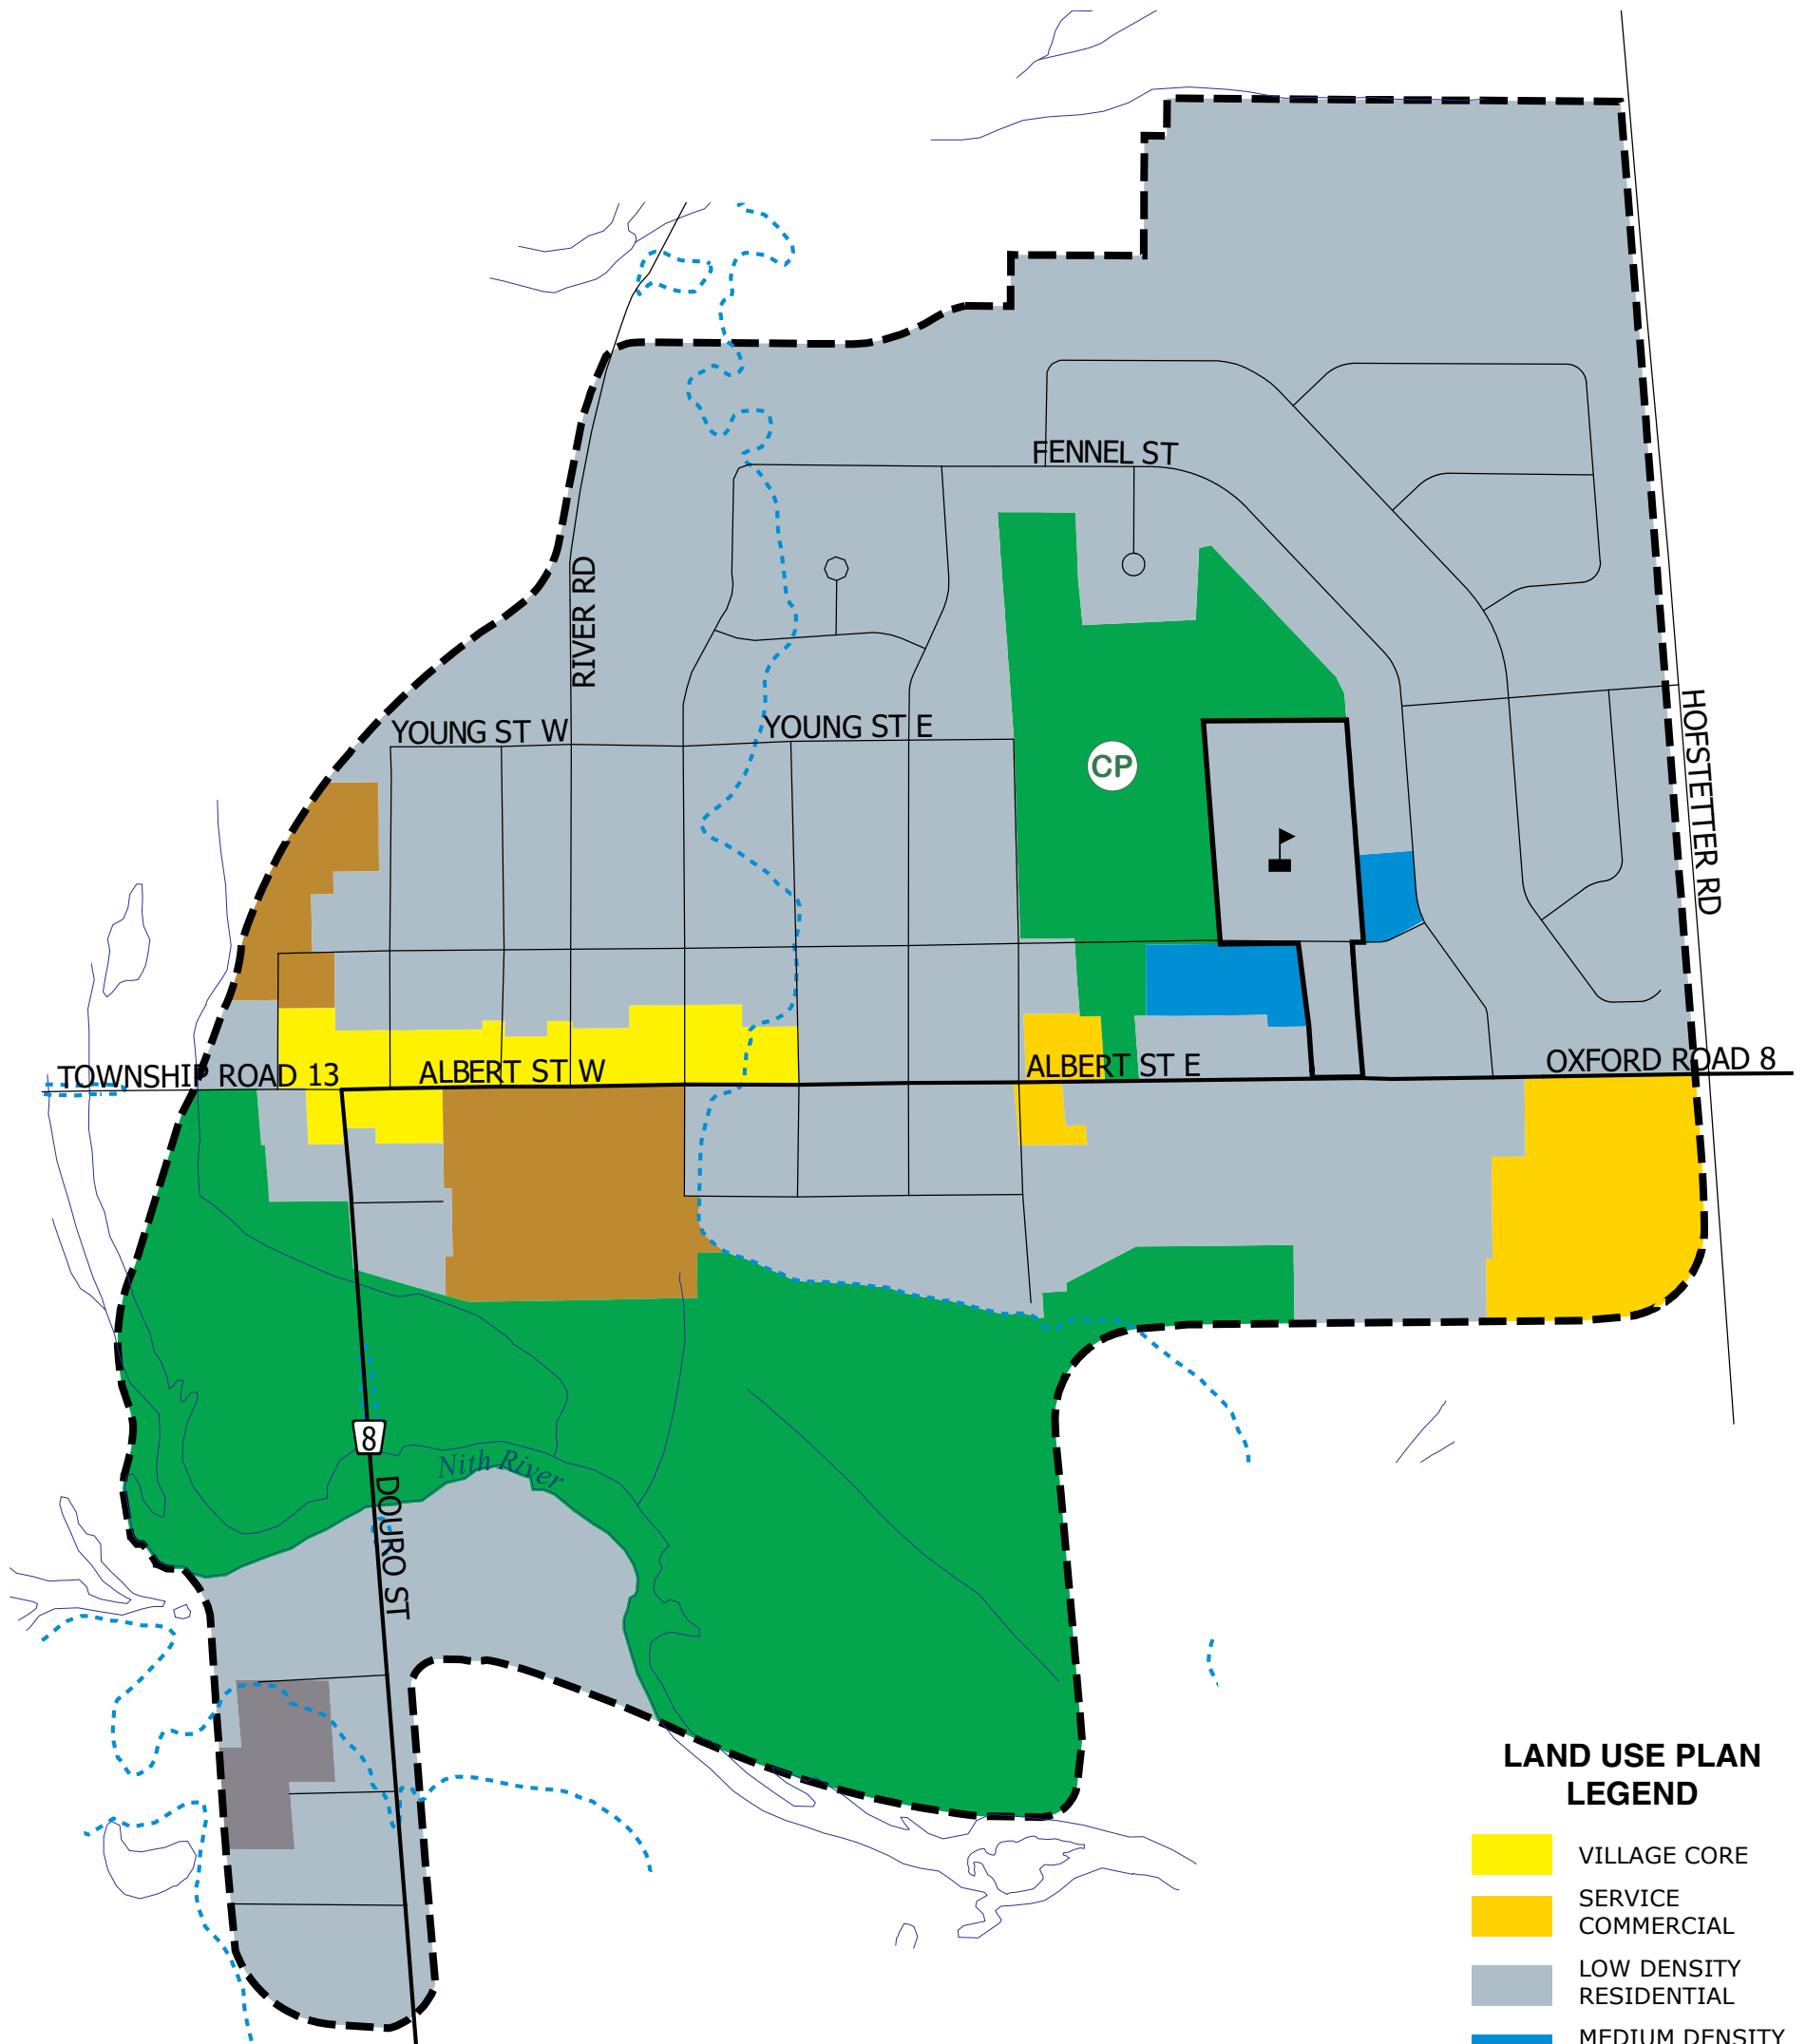 FENNEL ST
RIVER RD
YOUNG ST W
YOUNG ST E
HOFSTETTER RD
CP
TOWNSHIP ROAD 13
ALBERT ST W
ALBERT ST E
OXFORD ROAD 8
8
Nith River
DOURO ST
LAND USE PLAN
LEGEND
VILLAGE CORE
SERVICE
COMMERCIAL
LOW DENSITY
RESIDENTIAL
MEDIUM DENSITY